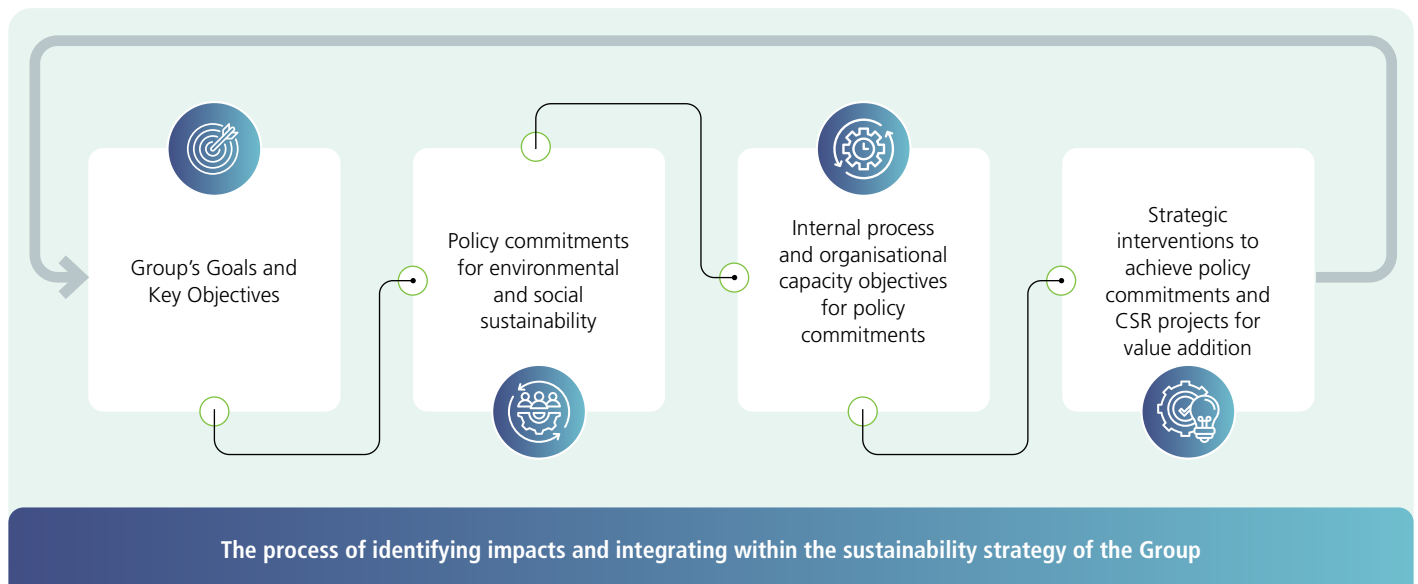 Group's Goals and
Key Objectives
Policy commitments
for environmental
and social
sustainability
Internal process
and organisational
capacity objectives
for policy
commitments
Strategic
interventions to
achieve policy
commitments and
CSR projects for
value addition
The process of identifying impacts and integrating within the sustainability strategy of the Group